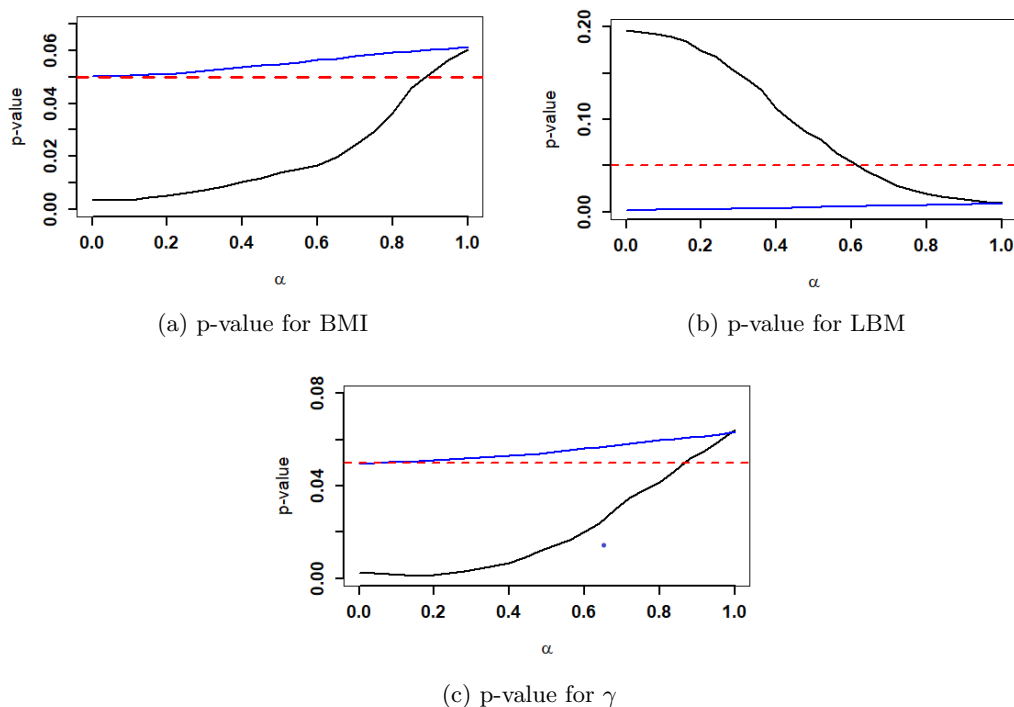 p-value
0.00 0.02 0.04 0.06
0.0 0.2 0.4 0.6 0.8 1.0
α
(a) p-value for BMI
p-value
0.00 0.10 0.20
0.0 0.2 0.4 0.6 0.8 1.0
α
(b) p-value for LBM
p-value
0.00 0.04 0.08
0.0 0.2 0.4 0.6 0.8 1.0
α
(c) p-value for γ